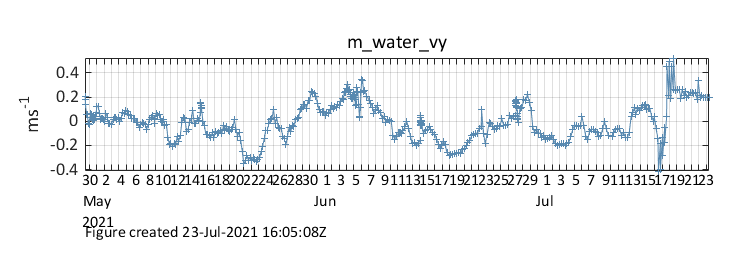 m_water_vy
0.4
0.2
0
-0.2
-0.4
ms-1
30 2 4 6 8 10 12 14 16 18 20 22 24 26 28 30 1 3 5 7 9 11 13 15 17 19 21 23 25 27 29 1 3 5 7 9 11 13 15 17 19 21 23
May Jun Jul
2021
Figure created 23-Jul-2021 16:05:08Z